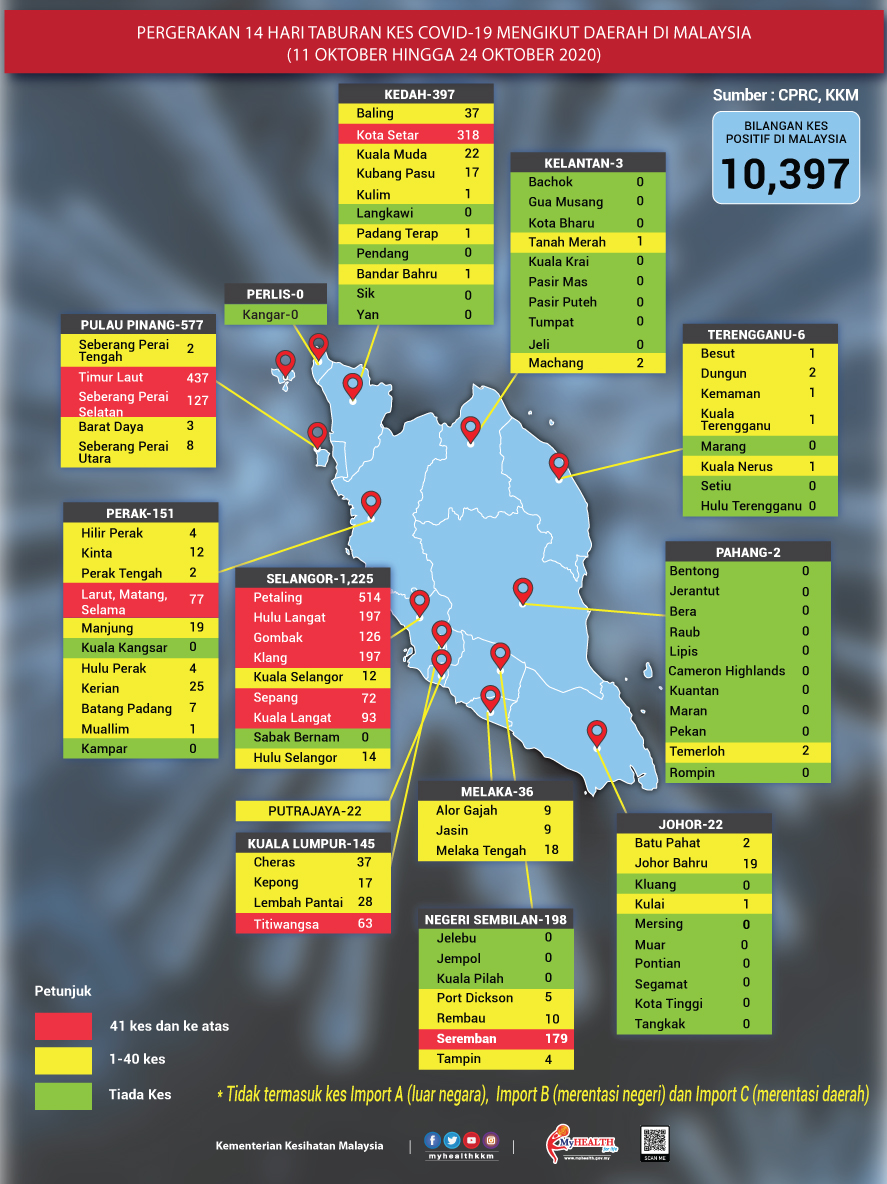 PERGERAKAN 14 HARI TABURAN KES COVID-19 MENGIKUT DAERAH DI MALAYSIA
(11 OKTOBER HINGGA 24 OKTOBER 2020)
Sumber : CPRC, KKM
BILANGAN KES
POSITIF DI MALAYSIA
10,397
KEDAH-397
Baling 37
Kota Setar 318
Kuala Muda 22
Kubang Pasu 17
Kulim 1
Langkawi 0
Padang Terap 1
Pendang 0
Bandar Bahru 1
Sik 0
Yan 0
KELANTAN-3
Bachok 0
Gua Musang 0
Kota Bharu 0
Tanah Merah 1
Kuala Krai 0
Pasir Mas 0
Pasir Puteh 0
Tumpat 0
Jeli 0
Machang 2
PERLIS-0
Kangar-0
PULAU PINANG-577
Seberang Perai
Tengah 2
Timur Laut 437
Seberang Perai
Selatan 127
Barat Daya 3
Seberang Perai
Utara 8
TERENGGANU-6
Besut 1
Dungun 2
Kemaman 1
Kuala
Terengganu 1
Marang 0
Kuala Nerus 1
Setiu 0
Hulu Terengganu 0
PERAK-151
Hilir Perak 4
Kinta 12
Perak Tengah 2
Larut, Matang,
Selama 77
Manjung 19
Kuala Kangsar 0
Hulu Perak 4
Kerian 25
Batang Padang 7
Muallim 1
Kampar 0
SELANGOR-1,225
Petaling 514
Hulu Langat 197
Gombak 126
Klang 197
Kuala Selangor 12
Sepang 72
Kuala Langat 93
Sabak Bernam 0
Hulu Selangor 14
PAHANG-2
Bentong 0
Jerantut 0
Bera 0
Raub 0
Lipis 0
Cameron Highlands 0
Kuantan 0
Maran 0
Pekan 0
Temerloh 2
Rompin 0
PUTRAJAYA-22
KUALA LUMPUR-145
Cheras 37
Kepong 17
Lembah Pantai 28
Titiwangsa 63
MELAKA-36
Alor Gajah 9
Jasin 9
Melaka Tengah 18
NEGERI SEMBILAN-198
Jelebu 0
Jempol 0
Kuala Pilah 0
Port Dickson 5
Rembau 10
Seremban 179
Tampin 4
JOHOR-22
Batu Pahat 2
Johor Bahru 19
Kluang 0
Kulai 1
Mersing 0
Muar 0
Pontian 0
Segamat 0
Kota Tinggi 0
Tangkak 0
Petunjuk
41 kes dan ke atas
1-40 kes
Tiada Kes
* Tidak termasuk kes Import A (luar negara), Import B (merentasi negeri) dan Import C (merentasi daerah)
Kementerian Kesihatan Malaysia
myhealthkkm
MyHEALTH
for life
www.myhealth.gov.my
SCAN ME